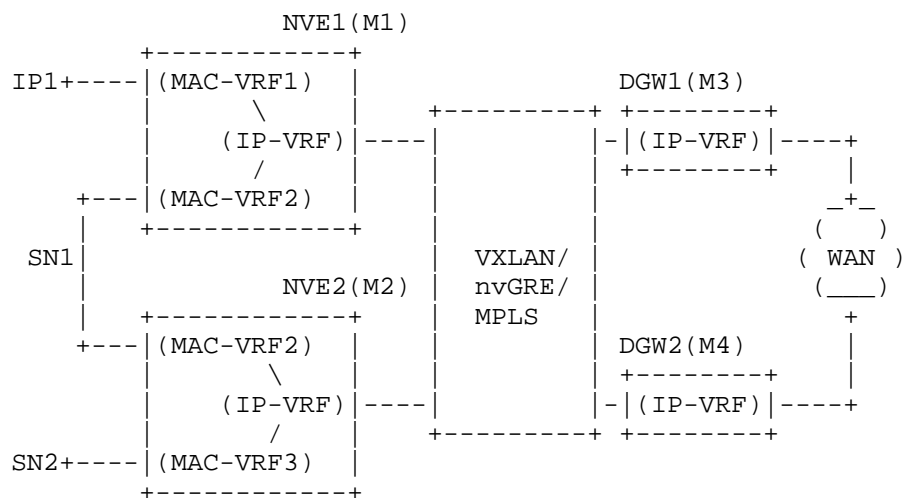 NVE1(M1)
IP1 (MAC-VRF1) DGW1(M3)
(IP-VRF) (IP-VRF)
(MAC-VRF2)
SN1 VXLAN/ WAN
NVE2(M2) nvGRE/
MPLS
(MAC-VRF2) DGW2(M4)
(IP-VRF) (IP-VRF)
SN2 (MAC-VRF3)